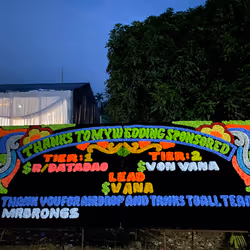 THANKS TO MY WEDDING SPONSORED
TIER:1 TIER:2
$R/DATADAO $VON VANA
LEAD
$VANA
THANK YOU FOR AIRDROP AND TANKS TO ALL TEAM
MRBRONGS